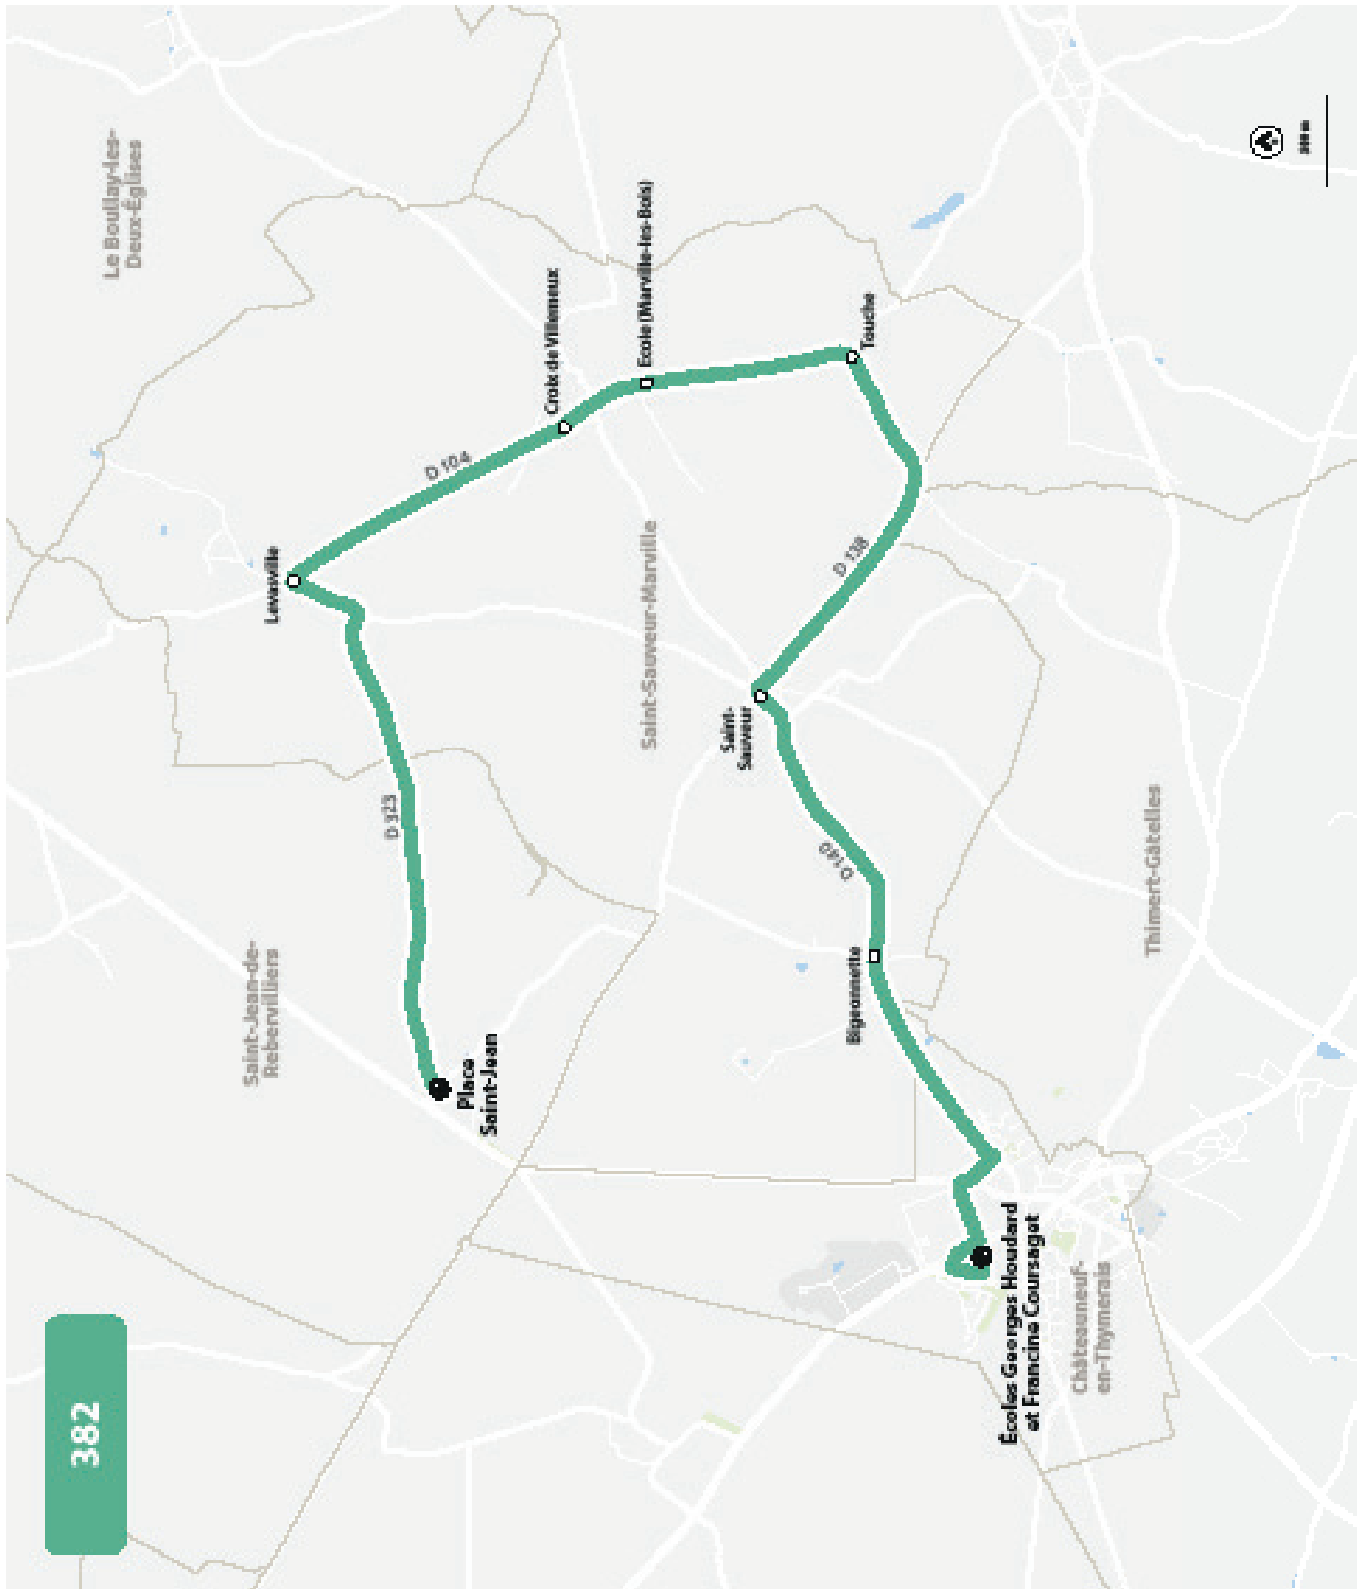 382
Le Boullay-les-
Deux-Églises
Saint-Jean-de-
Rebervilliers
Levasville
D 104
D 323
Place
Saint-Jean
Croix de Villemeux
Ecole (Marville-les-Bois)
Saint-Sauveur-Marville
Touche
D 138
Saint-
Sauveur
D 140
Bigeonnette
Thimert-Gâtelles
Écoles Georges Houdard
et Francine Coursaget
Châteauneuf-
en-Thymerais